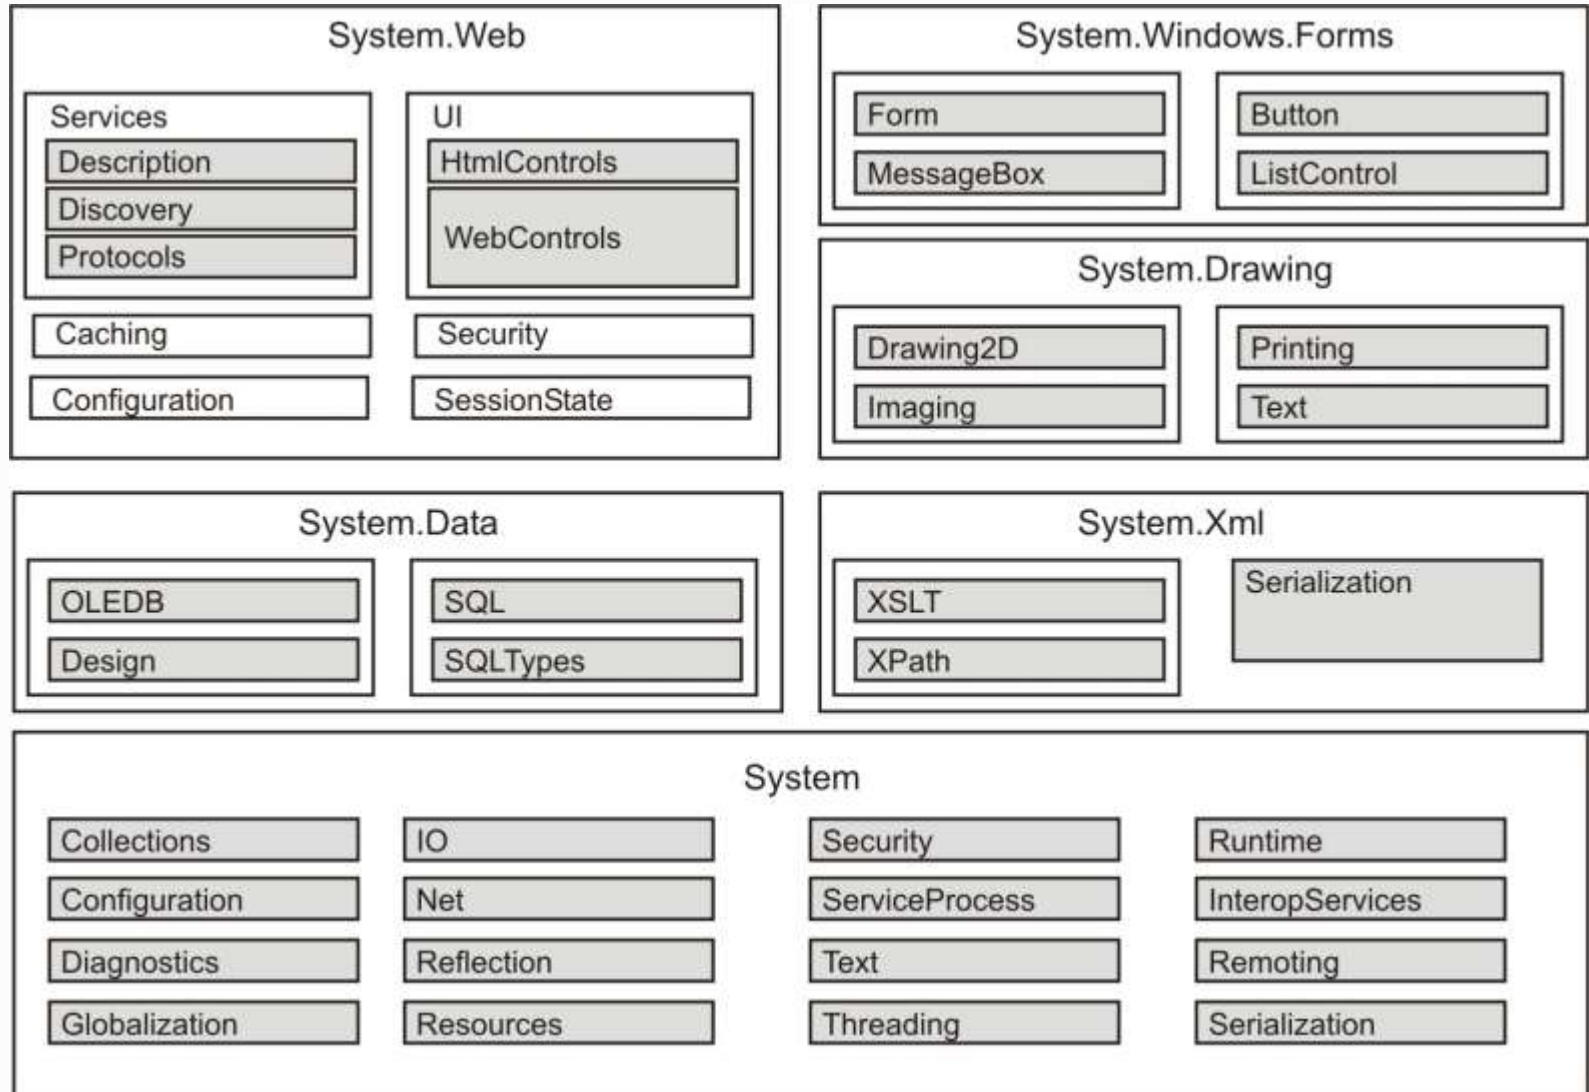 System.Web
Services
Description
Discovery
Protocols
UI
HtmlControls
WebControls
Caching
Security
Configuration
SessionState
System.Windows.Forms
Form
MessageBox
Button
ListControl
System.Drawing
Drawing2D
Imaging
Printing
Text
System.Data
OLEDB
Design
SQL
SQLTypes
System.Xml
XSLT
XPath
Serialization
System
Collections
Configuration
Diagnostics
Globalization
IO
Net
Reflection
Resources
Security
ServiceProcess
Text
Threading
Runtime
InteropServices
Remoting
Serialization